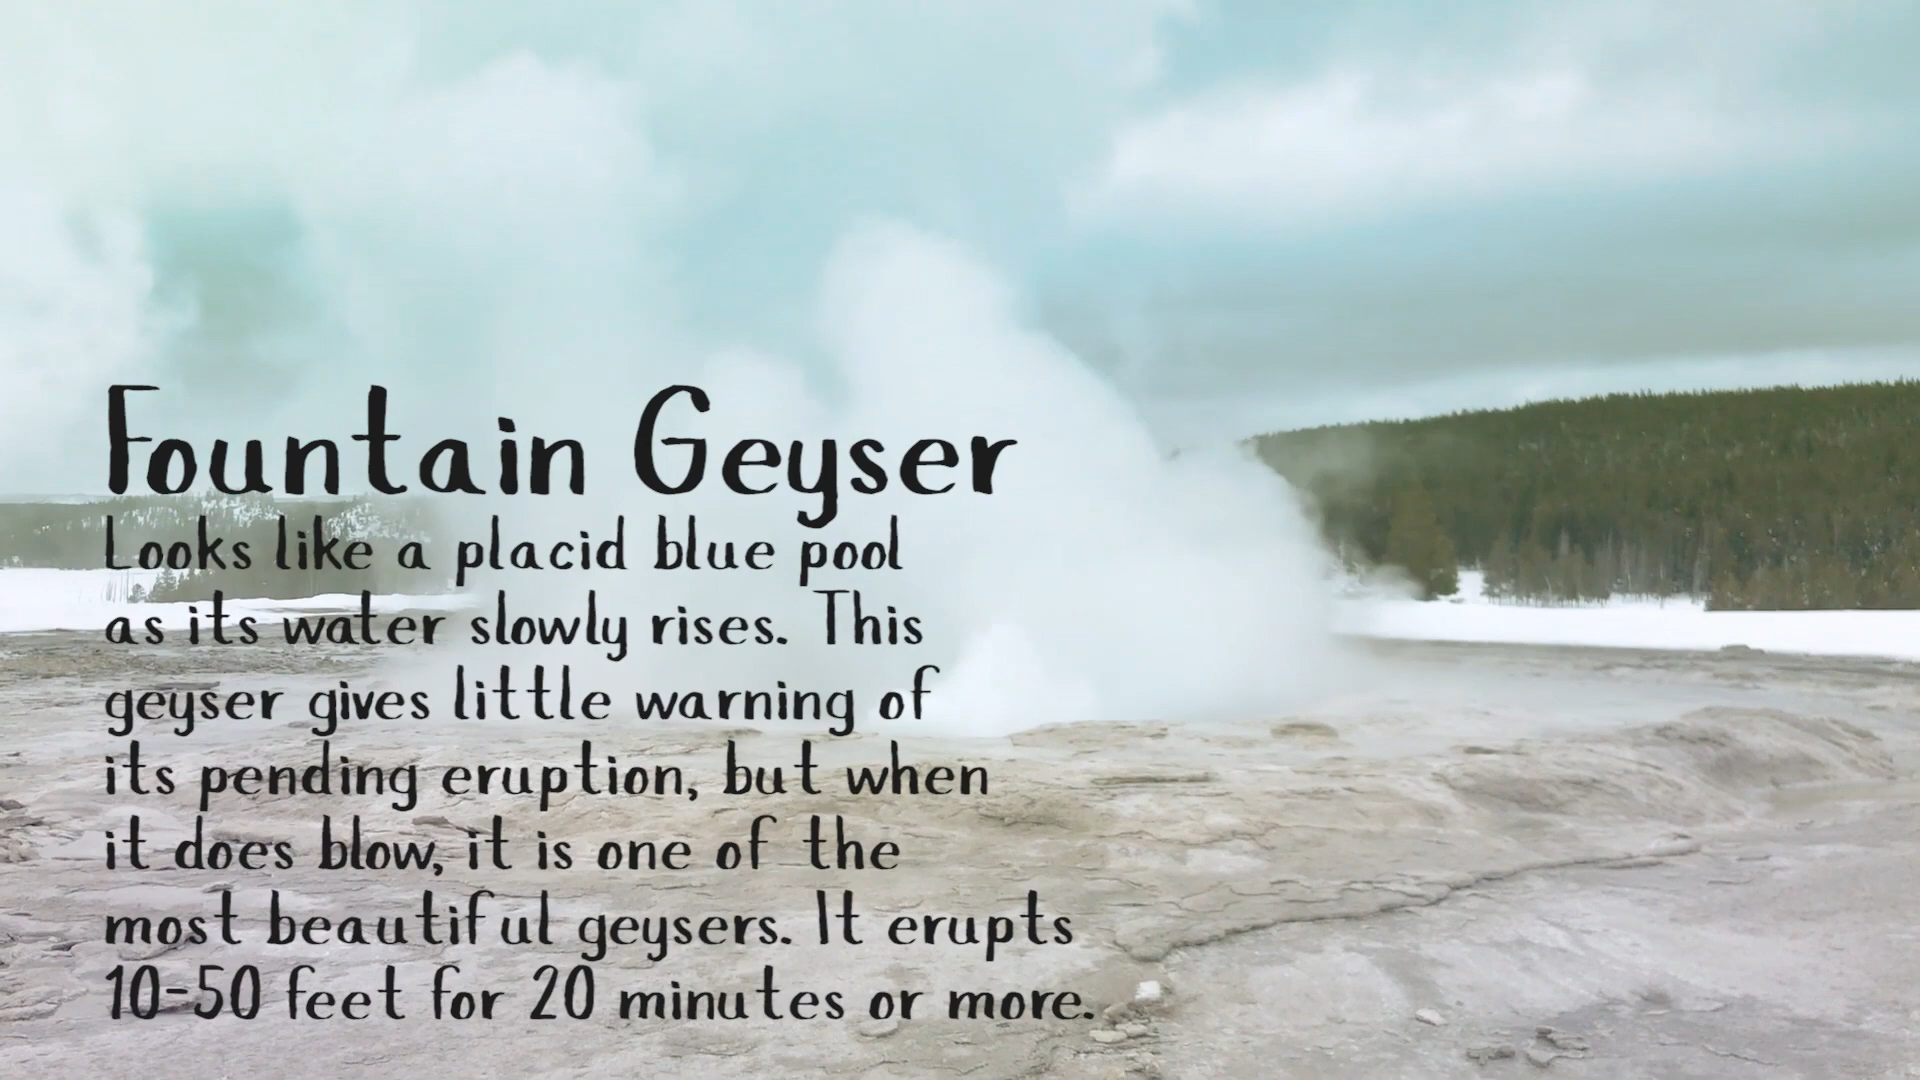 Fountain Geyser
Looks like a placid blue pool
as its water slowly rises. This
geyser gives little warning of
its pending eruption, but when
it does blow, it is one of the
most beautiful geysers. It erupts
10-50 feet for 20 minutes or more.